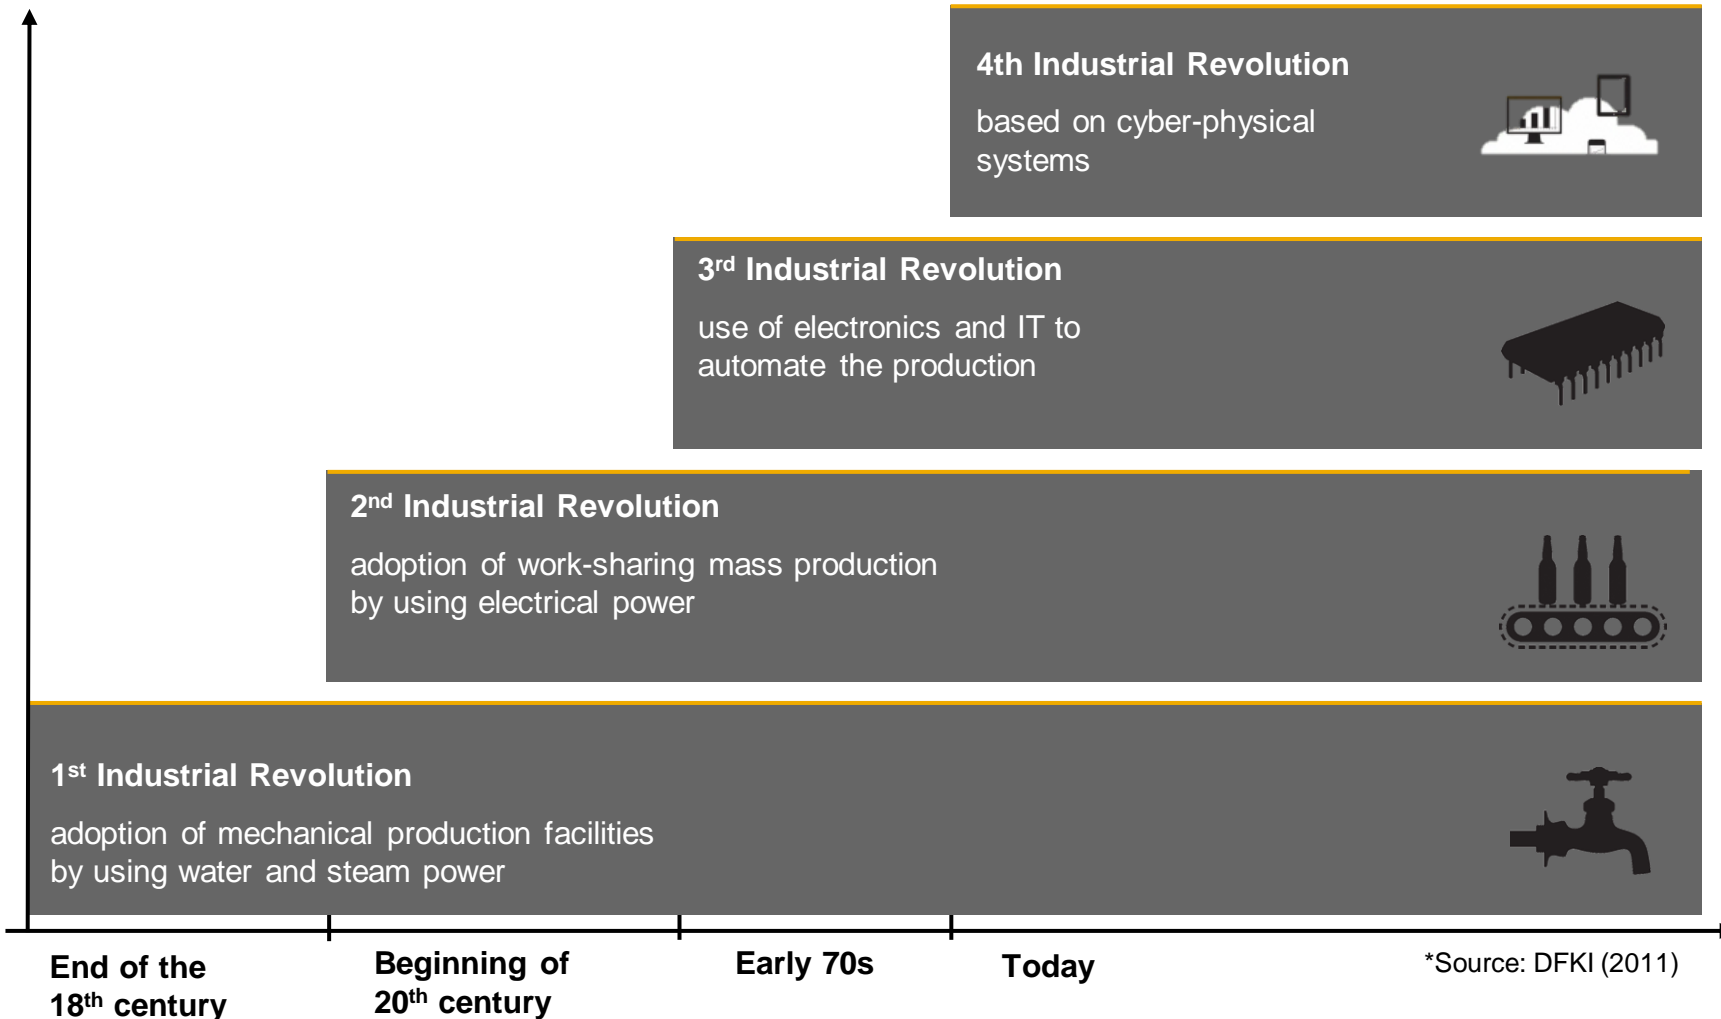 4th Industrial Revolution
based on cyber-physical
systems
3rd Industrial Revolution
use of electronics and IT to
automate the production
2nd Industrial Revolution
adoption of work-sharing mass production
by using electrical power
1st Industrial Revolution
adoption of mechanical production facilities
by using water and steam power
End of the
18th century
Beginning of
20th century
Early 70s
Today
*Source: DFKI (2011)